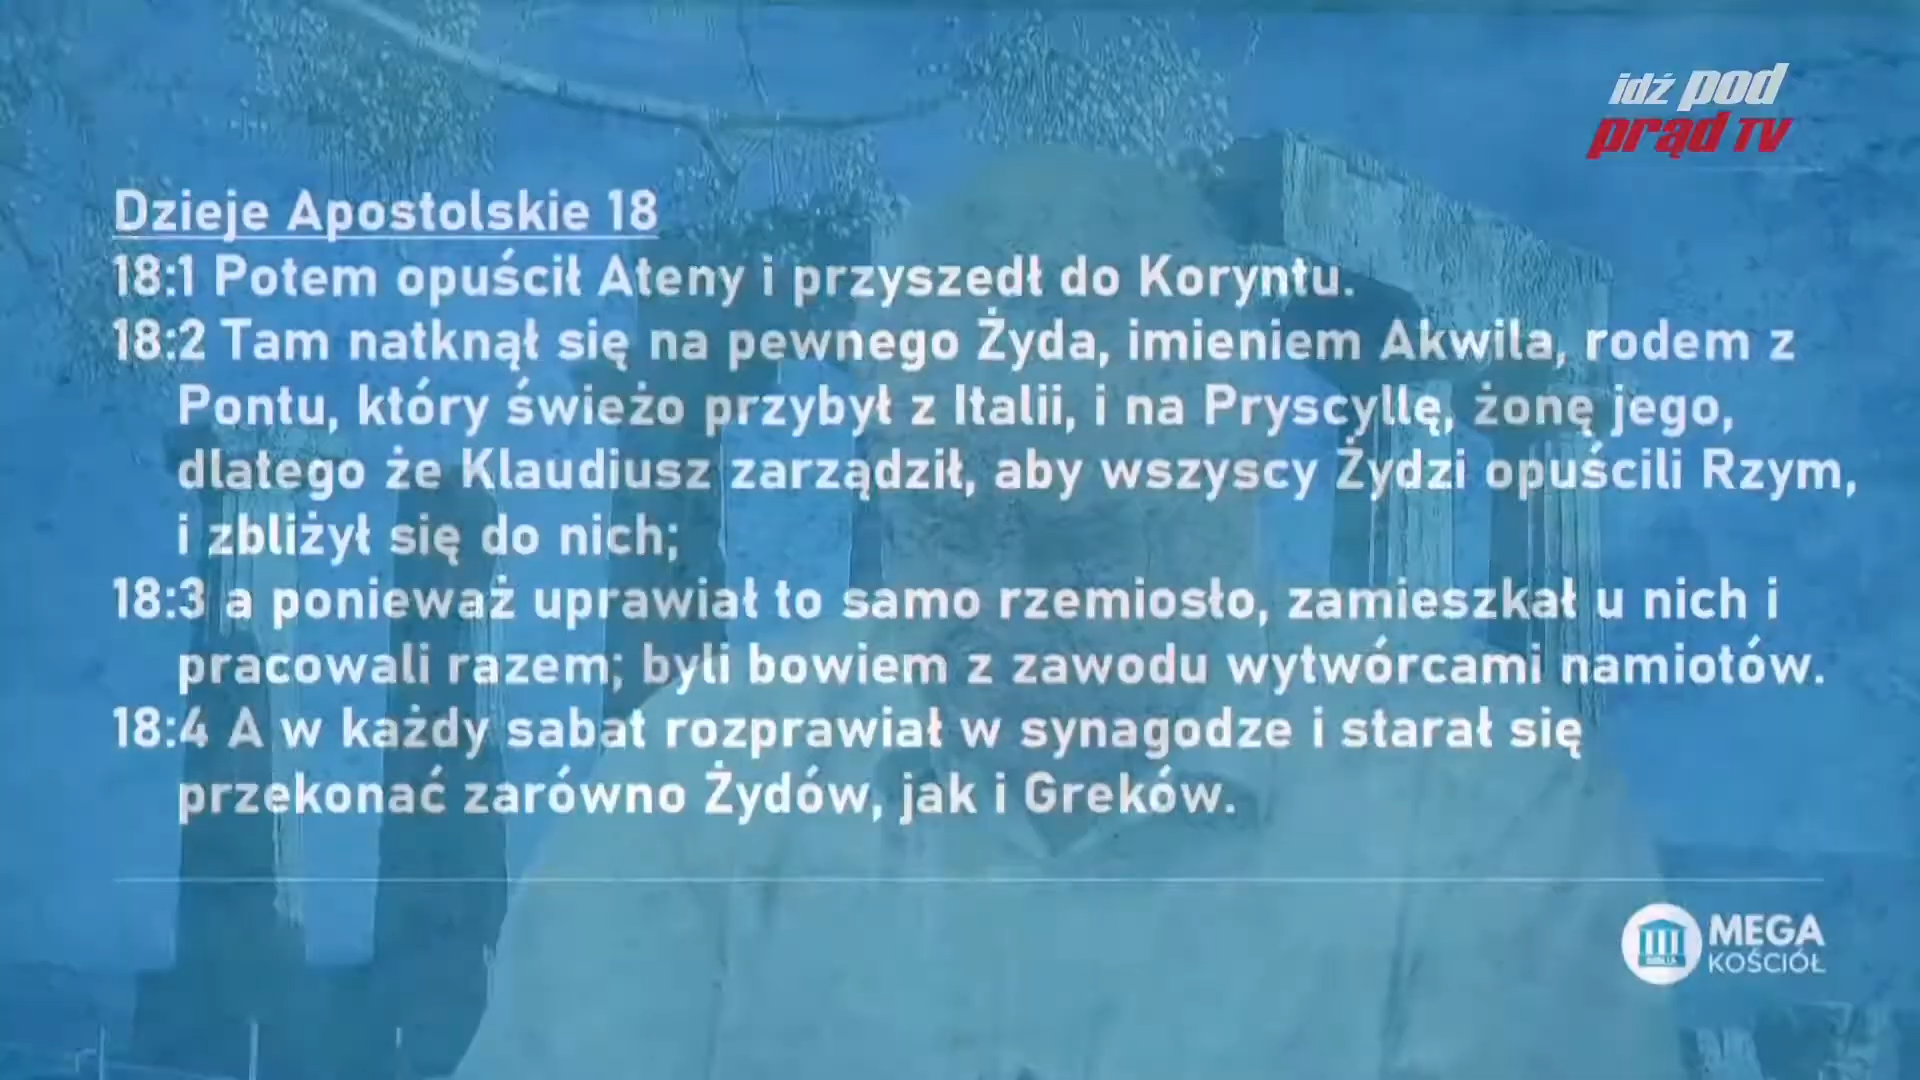 idź pod
prąd TV
Dzieje Apostolskie 18
18:1 Potem opuścił Ateny i przyszedł do Koryntu.
18:2 Tam natknął się na pewnego Żyda, imieniem Akwila, rodem z
Pontu, który świeżo przybył z Italii, i na Pryscyllę, żonę jego,
dlatego że Klaudiusz zarządził, aby wszyscy Żydzi opuścili Rzym,
i zbliżył się do nich;
18:3 a ponieważ uprawiał to samo rzemiosło, zamieszkał u nich i
pracowali razem; byli bowiem z zawodu wytwórcami namiotów.
18:4 A w każdy sabat rozprawiał w synagodze i starał się
przekonać zarówno Żydów, jak i Greków.
BIBLIA
MEGA
KOŚCIÓŁ